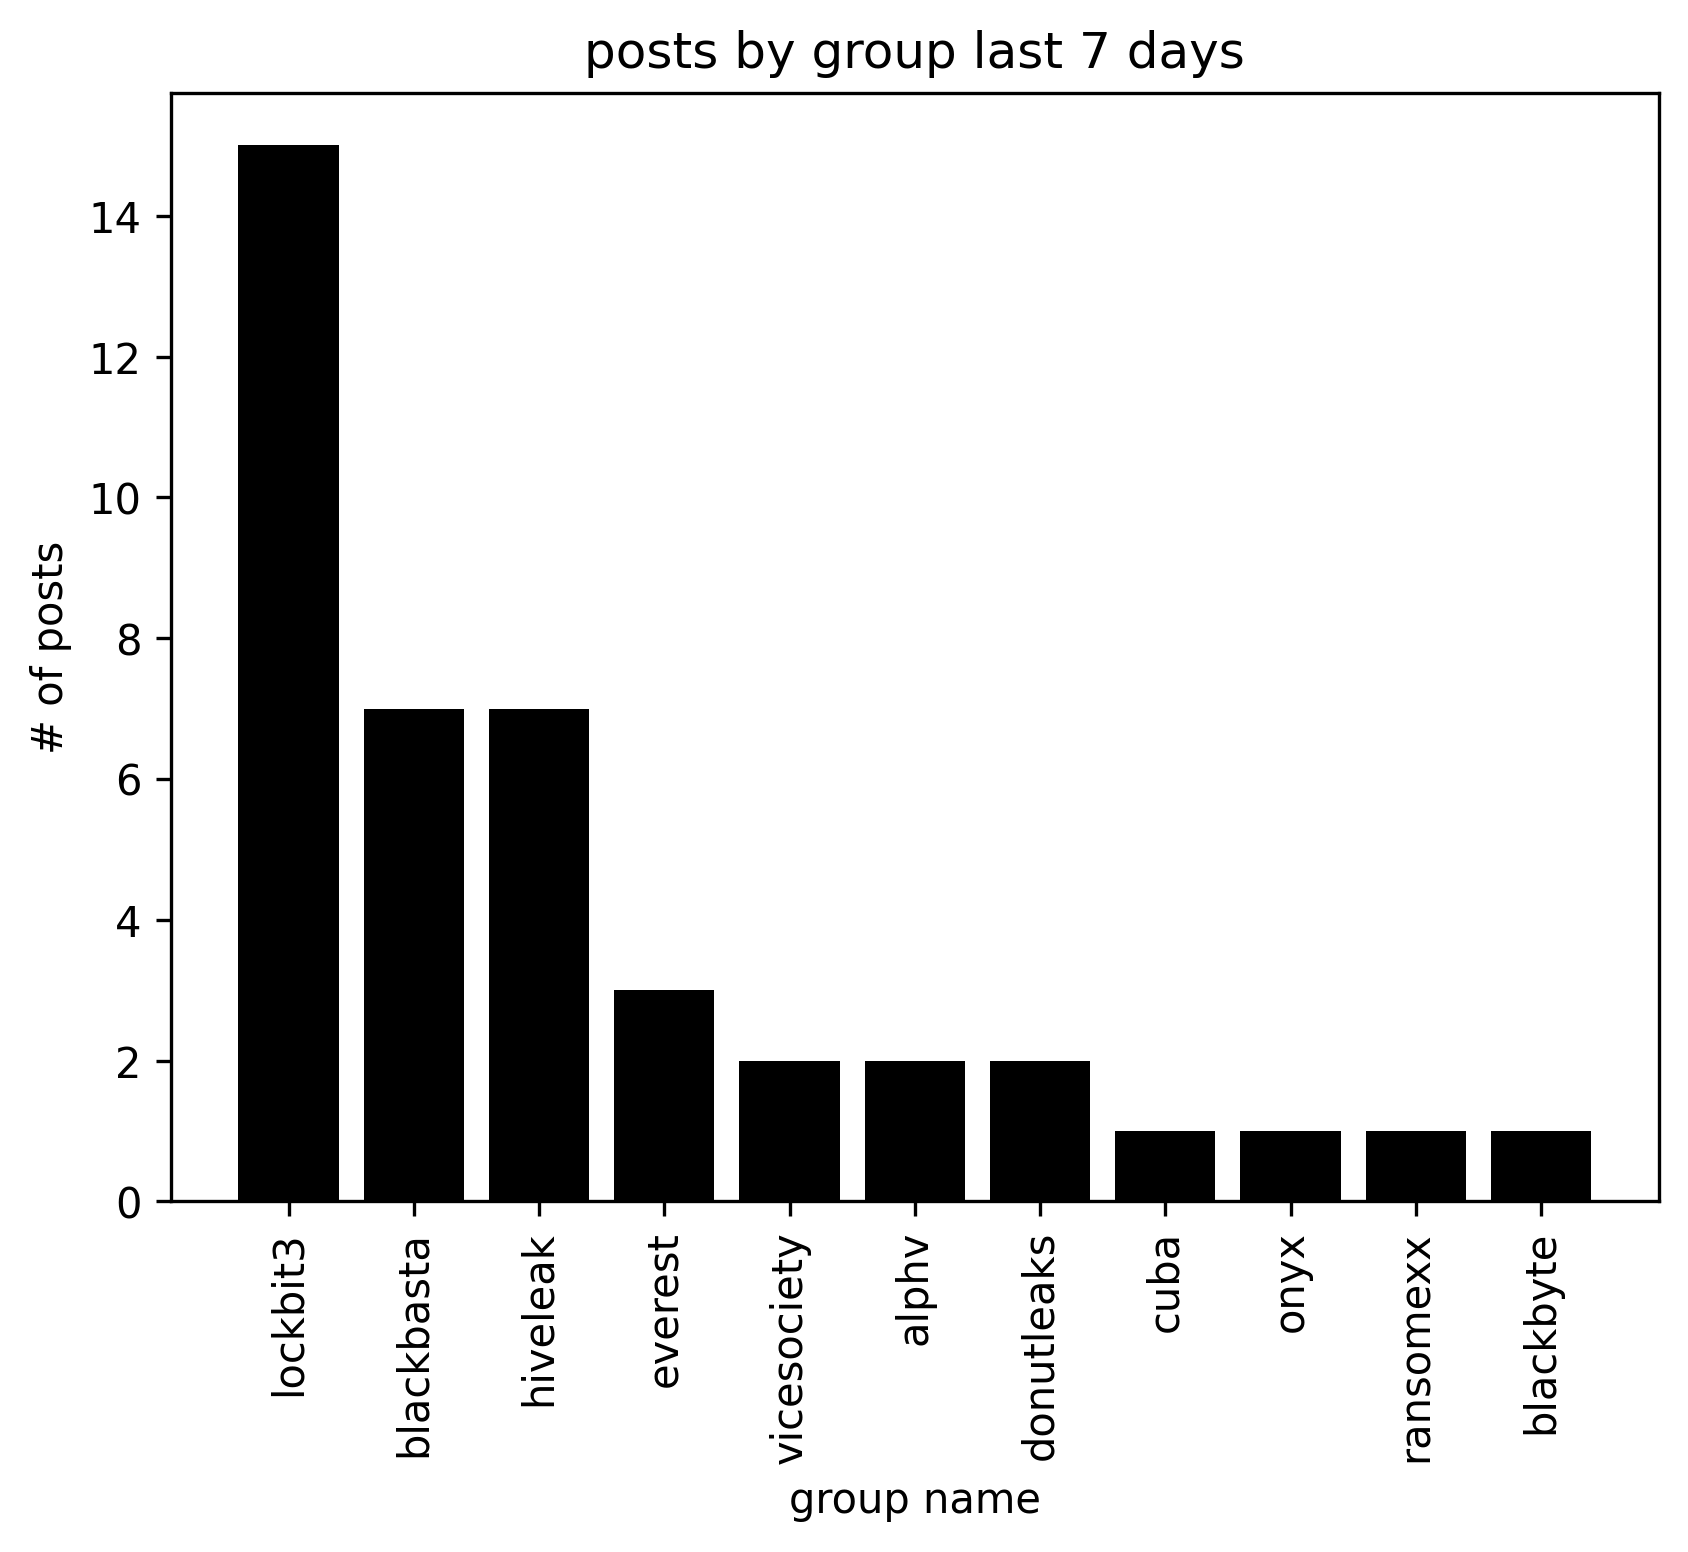 posts by group last 7 days
# of posts
14
12
10
8
6
4
2
0
lockbit3
blackbasta
hiveleak
everest
vicesociety
alphv
donutleaks
cuba
onyx
ransomexx
blackbyte
group name